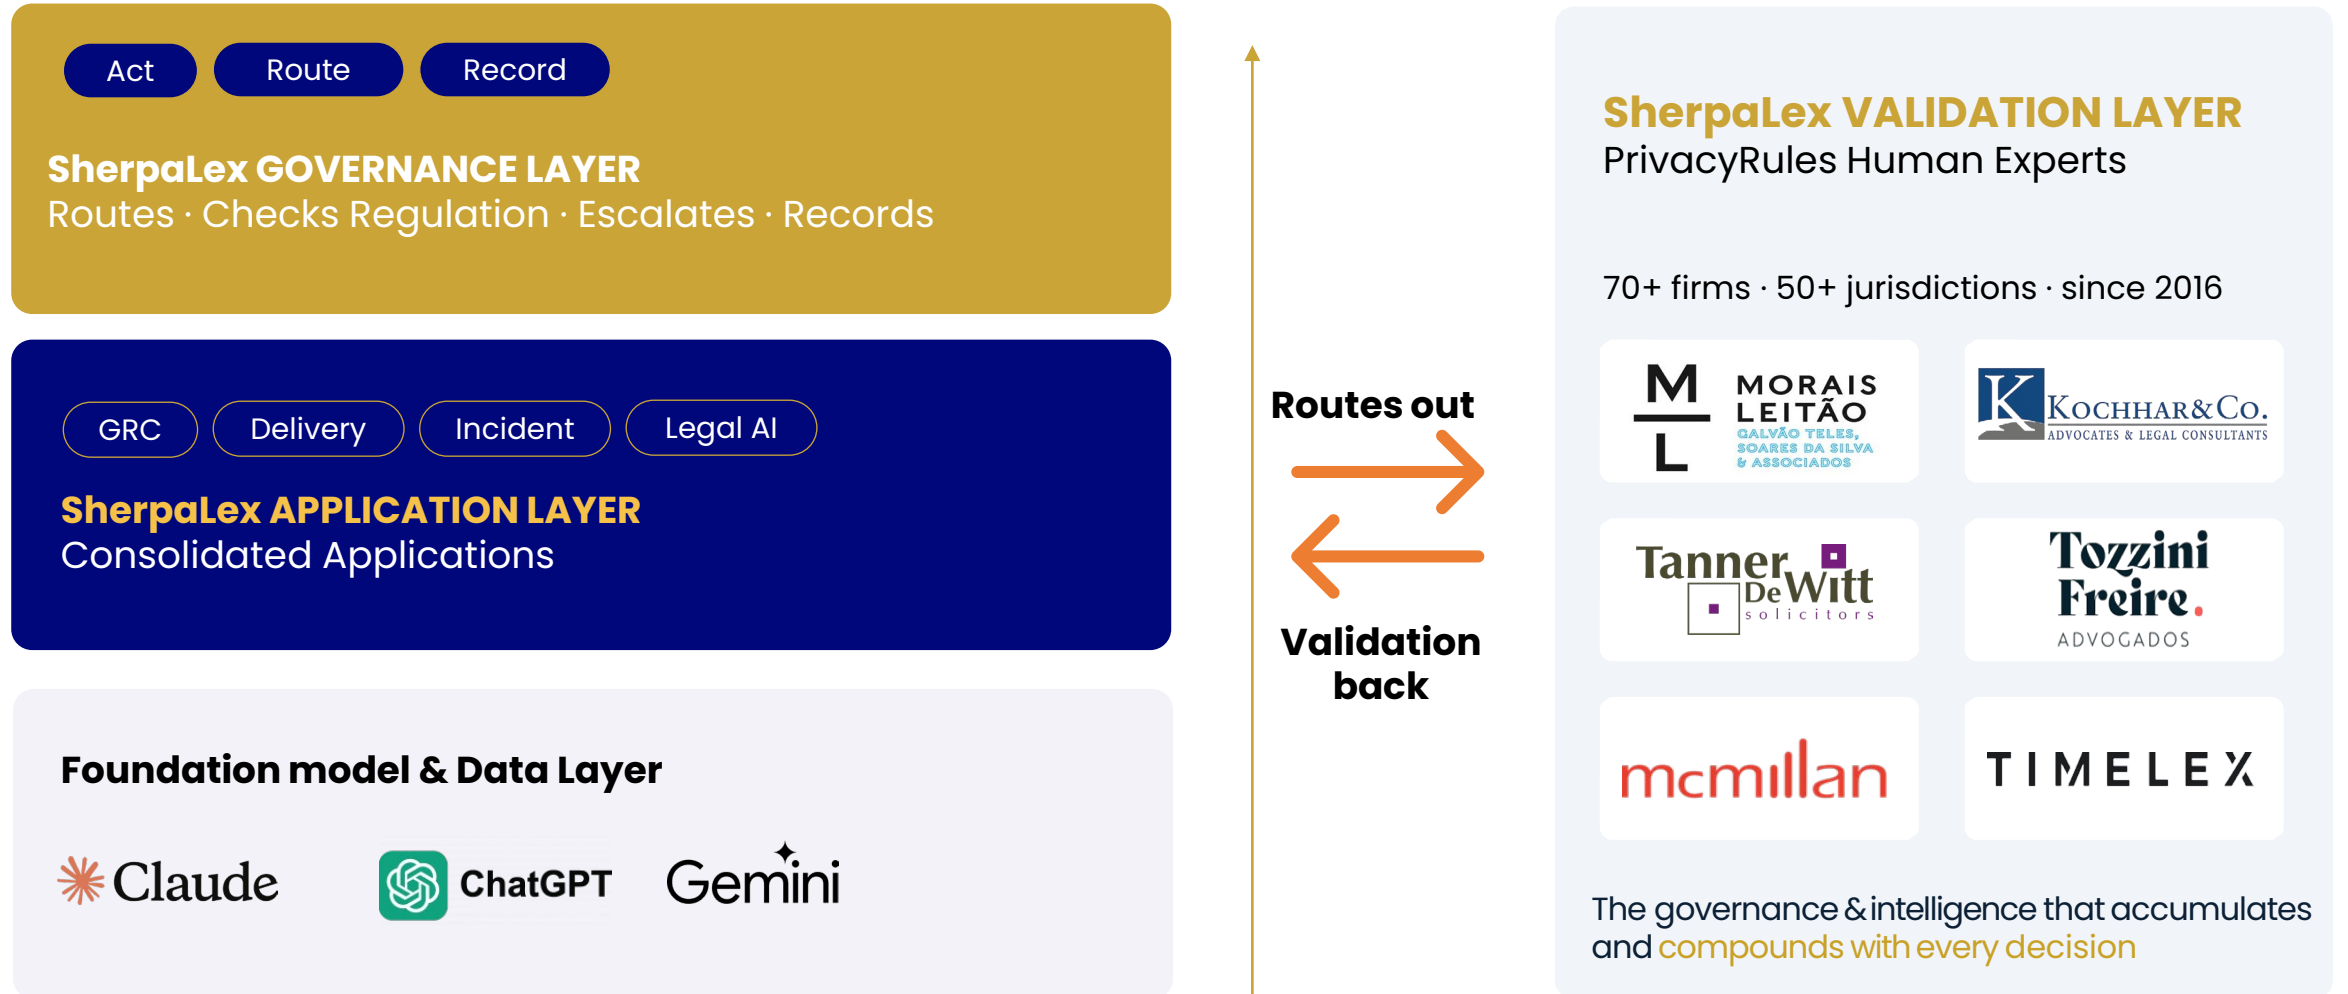 Act
Route
Record
SherpaLex GOVERNANCE LAYER
Routes · Checks Regulation · Escalates · Records
GRC
Delivery
Incident
Legal AI
SherpaLex APPLICATION LAYER
Consolidated Applications
Foundation model & Data Layer
Claude
ChatGPT
Gemini
Routes out
Validation
back
SherpaLex VALIDATION LAYER
PrivacyRules Human Experts
70+ firms · 50+ jurisdictions · since 2016
M
L
MORAIS
LEITÃO
GALVÃO TELES,
SOARES DA SILVA
& ASSOCIADOS
K
KOCHHAR & CO.
ADVOCATES & LEGAL CONSULTANTS
Tanner
De Witt
solicitors
Tozzini
Freire.
ADVOGADOS
mcmillan
TIMELEX
The governance & intelligence that accumulates
and compounds with every decision